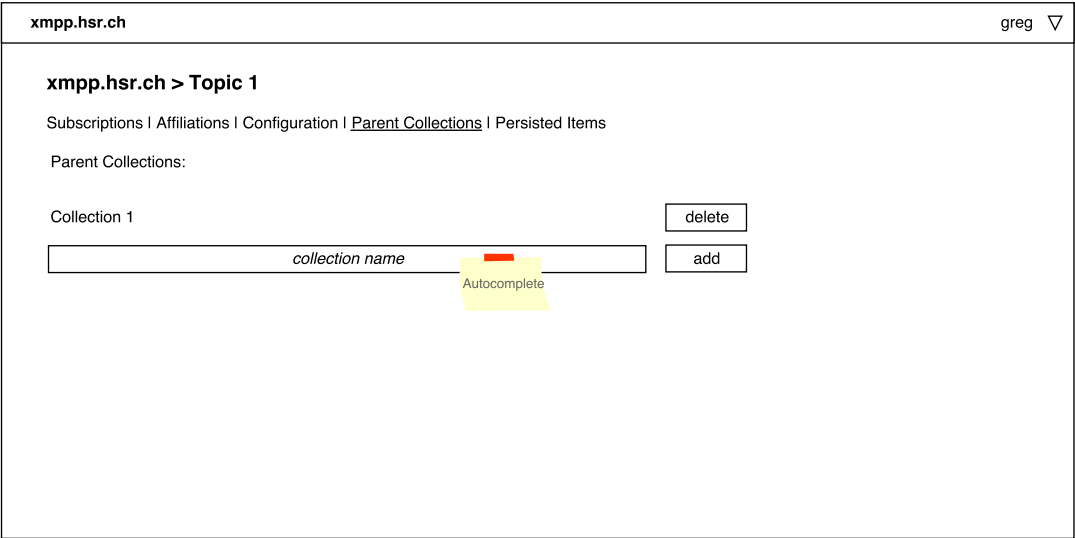 xmpp.hsr.ch greg
xmpp.hsr.ch > Topic 1
Subscriptions | Affiliations | Configuration | Parent Collections | Persisted Items
Parent Collections:
Collection 1 delete
collection name add
Autocomplete